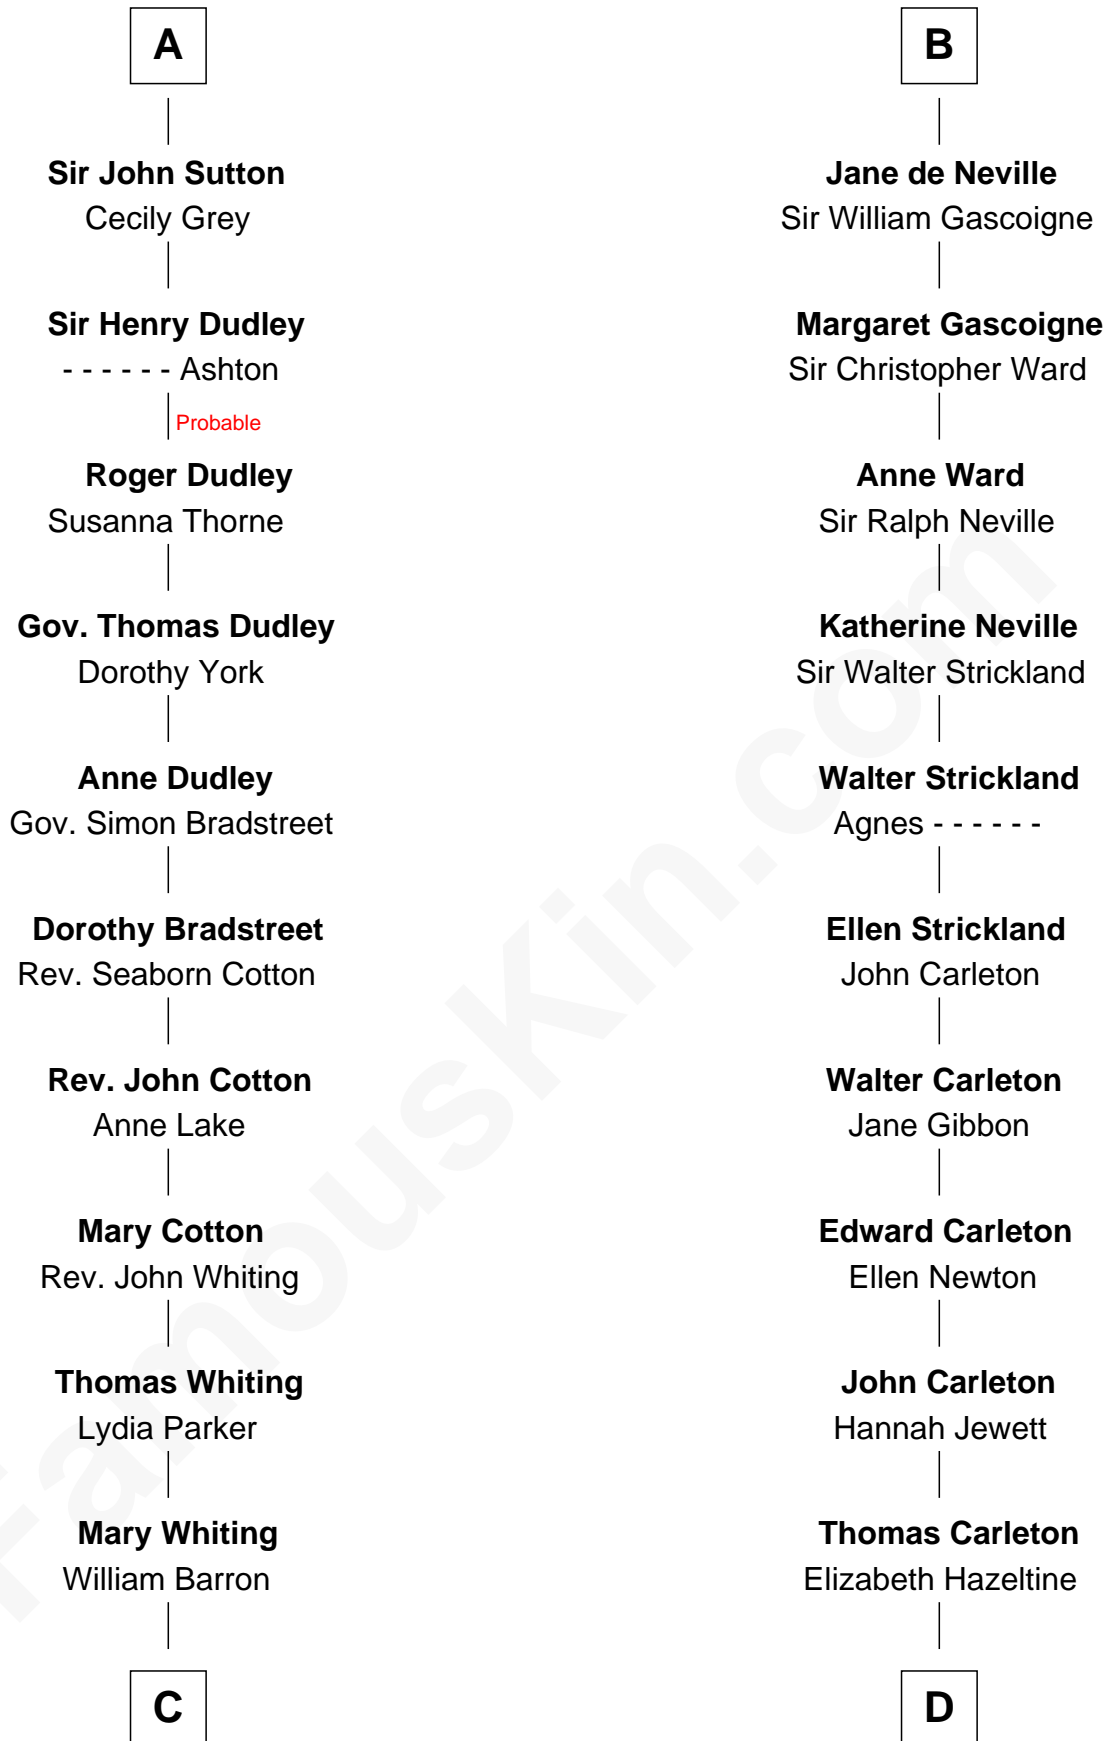 A
Sir John Sutton
Cecily Grey
Sir Henry Dudley
- - - - - - Ashton
Probable
Roger Dudley
Susanna Thorne
Gov. Thomas Dudley
Dorothy York
Anne Dudley
Gov. Simon Bradstreet
Dorothy Bradstreet
Rev. Seaborn Cotton
Rev. John Cotton
Anne Lake
Mary Cotton
Rev. John Whiting
Thomas Whiting
Lydia Parker
Mary Whiting
William Barron
C
B
Jane de Neville
Sir William Gascoigne
Margaret Gascoigne
Sir Christopher Ward
Anne Ward
Sir Ralph Neville
Katherine Neville
Sir Walter Strickland
Walter Strickland
Agnes - - - - - -
Ellen Strickland
John Carleton
Walter Carleton
Jane Gibbon
Edward Carleton
Ellen Newton
John Carleton
Hannah Jewett
Thomas Carleton
Elizabeth Hazeltine
D
FamousKin.com